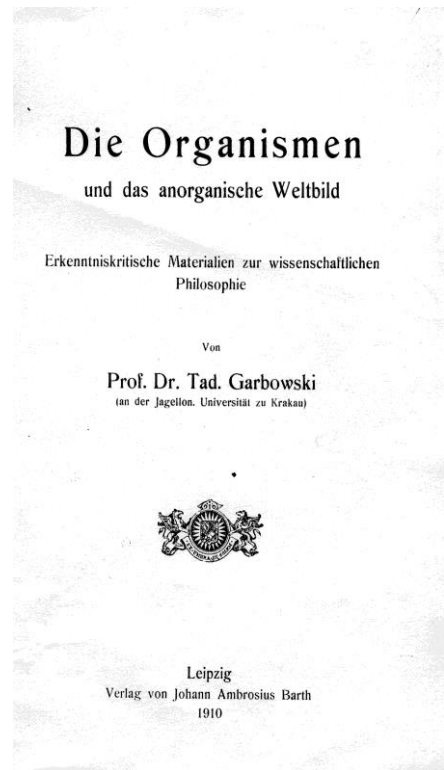 Die Organismen
und das anorganische Weltbild
Erkenntniskritische Materialien zur wissenschaftlichen
Philosophie
Von
Prof. Dr. Tad. Garbowski
(an der Jagellon. Universität zu Krakau)
Leipzig
Verlag von Johann Ambrosius Barth
1910